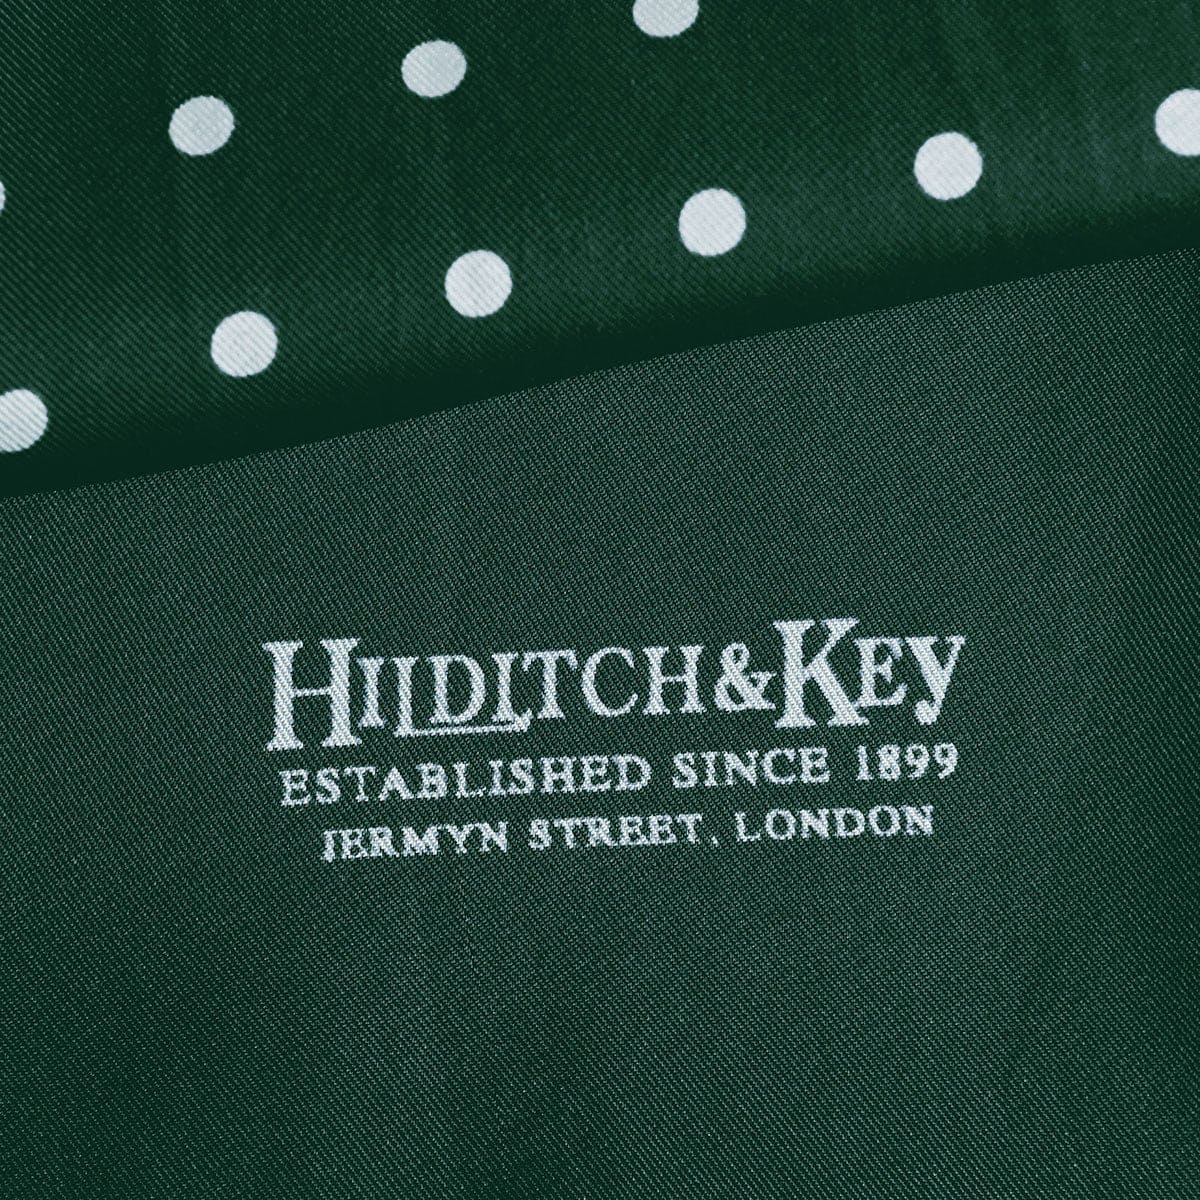 HILDITCH & KEY
ESTABLISHED SINCE 1899
JERMYN STREET, LONDON